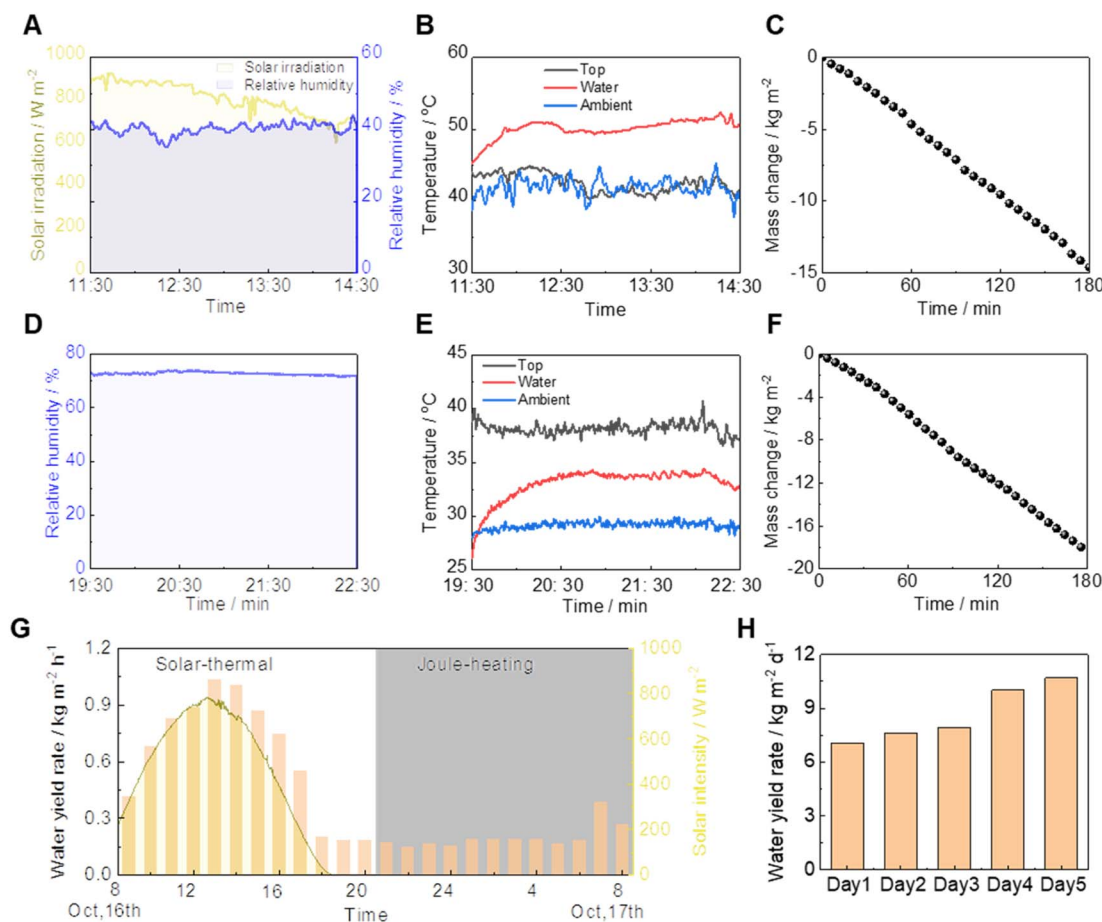 A
Solar irradiation / W m-2
1000
800
600
400
200
0
Solar irradiation
Relative humidity
60
40
20
0
Relative humidity / %
11:30
12:30
13:30
14:30
Time
B
Temperature / ºC
60
50
40
30
Top
Water
Ambient
11:30
12:30
13:30
14:30
Time
C
Mass change / kg m-2
0
-5
-10
-15
0
60
120
180
Time / min
D
Relative humidity / %
80
60
40
20
0
19:30
20:30
21:30
22:30
Time / min
E
Temperature / ºC
45
40
35
30
25
Top
Water
Ambient
19:30
20:30
21:30
22:30
Time / min
F
Mass change / kg m-2
0
-4
-8
-12
-16
-20
0
60
120
180
Time / min
G
Water yield rate / kg m-2 h-1
1.2
0.9
0.6
0.3
0.0
Solar-thermal
Joule-heating
1000
800
600
400
200
0
Solar intensity / W m-2
8
12
16
20
24
4
8
Oct,16th
Time
Oct,17th
H
Water yield rate / kg m-2 d-1
12
9
6
3
0
Day1
Day2
Day3
Day4
Day5